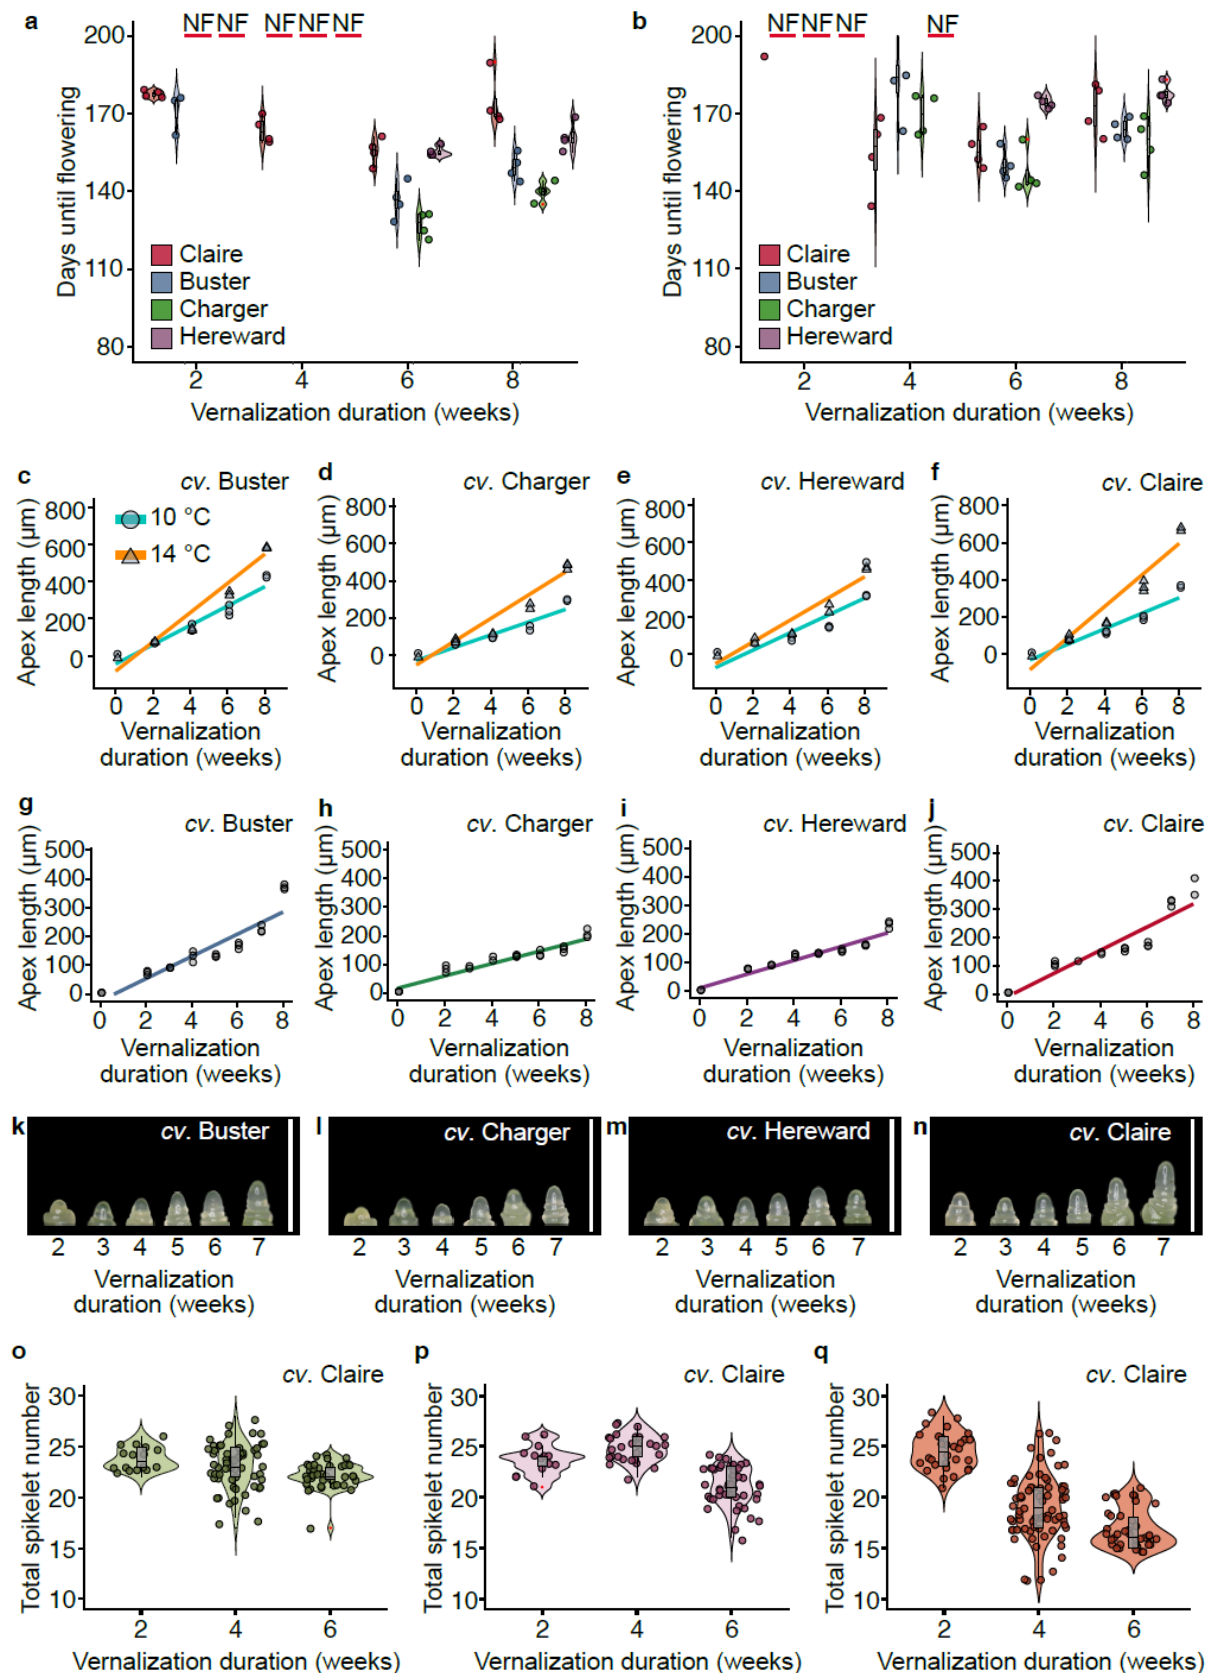 a
NF NF NF NF NF
200
170
140
110
80
Days until flowering
Claire
Buster
Charger
Hereward
2 4 6 8
Vernalization duration (weeks)
b
NF NF NF NF
200
170
140
110
80
Days until flowering
Claire
Buster
Charger
Hereward
2 4 6 8
Vernalization duration (weeks)
c
cv. Buster
800
600
400
200
0
Apex length (µm)
10 °C
14 °C
0 2 4 6 8
Vernalization
duration (weeks)
d
cv. Charger
800
600
400
200
0
Apex length (µm)
0 2 4 6 8
Vernalization
duration (weeks)
e
cv. Hereward
800
600
400
200
0
Apex length (µm)
0 2 4 6 8
Vernalization
duration (weeks)
f
cv. Claire
800
600
400
200
0
Apex length (µm)
0 2 4 6 8
Vernalization
duration (weeks)
g
cv. Buster
500
400
300
200
100
0
Apex length (µm)
0 2 4 6 8
Vernalization
duration (weeks)
h
cv. Charger
500
400
300
200
100
0
Apex length (µm)
0 2 4 6 8
Vernalization
duration (weeks)
i
cv. Hereward
500
400
300
200
100
0
Apex length (µm)
0 2 4 6 8
Vernalization
duration (weeks)
j
cv. Claire
500
400
300
200
100
0
Apex length (µm)
0 2 4 6 8
Vernalization
duration (weeks)
k
cv. Buster
2 3 4 5 6 7
Vernalization
duration (weeks)
l
cv. Charger
2 3 4 5 6 7
Vernalization
duration (weeks)
m
cv. Hereward
2 3 4 5 6 7
Vernalization
duration (weeks)
n
cv. Claire
2 3 4 5 6 7
Vernalization
duration (weeks)
o
cv. Claire
30
25
20
15
10
Total spikelet number
2 4 6
Vernalization duration (weeks)
p
cv. Claire
30
25
20
15
10
Total spikelet number
2 4 6
Vernalization duration (weeks)
q
cv. Claire
30
25
20
15
10
Total spikelet number
2 4 6
Vernalization duration (weeks)